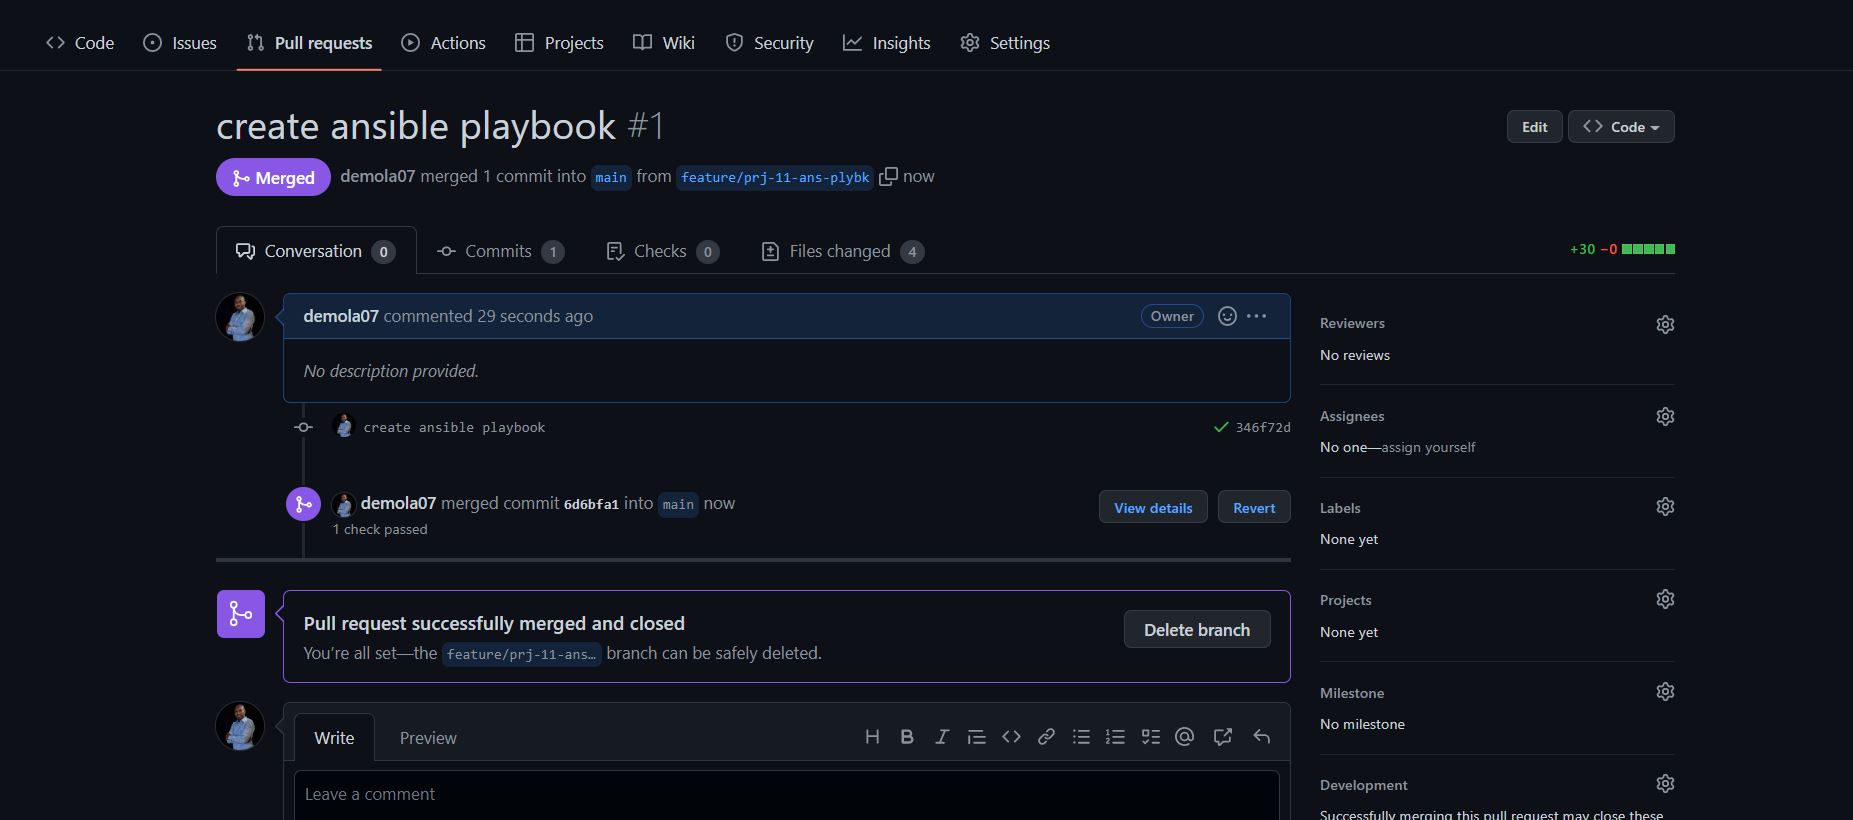 Code Issues Pull requests Actions Projects Wiki Security Insights Settings
create ansible playbook #1
Edit Code
Merged demola07 merged 1 commit into main from feature/prj-11-ans-plybk now
Conversation 0 Commits 1 Checks 0 Files changed 4 +30 −0
demola07 commented 29 seconds ago Owner
No description provided.
create ansible playbook 346f72d
demola07 merged commit 6d6bfa1 into main now
1 check passed
View details Revert
Pull request successfully merged and closed
You're all set—the feature/prj-11-ans… branch can be safely deleted.
Delete branch
Write Preview
Leave a comment
Reviewers
No reviews
Assignees
No one—assign yourself
Labels
None yet
Projects
None yet
Milestone
No milestone
Development
Successfully merging this pull request may close these